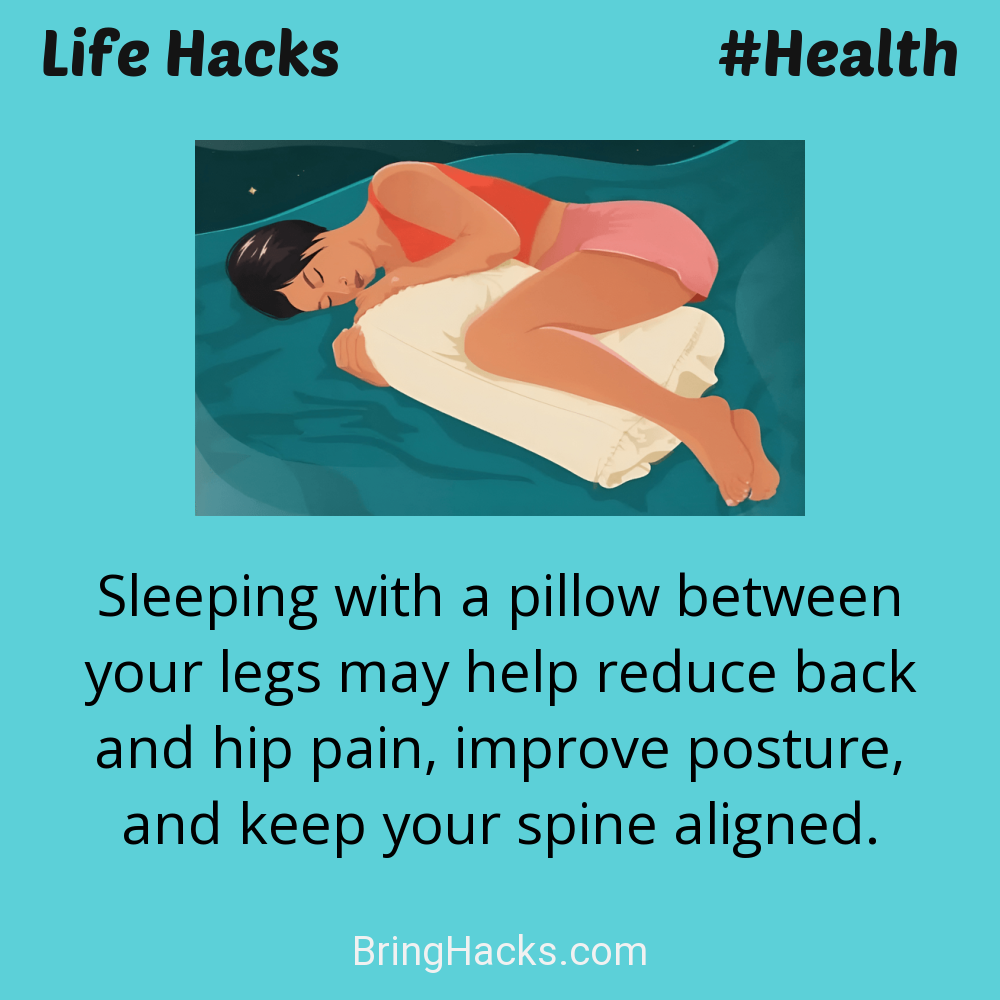 Life Hacks
#Health
Sleeping with a pillow between
your legs may help reduce back
and hip pain, improve posture,
and keep your spine aligned.
BringHacks.com